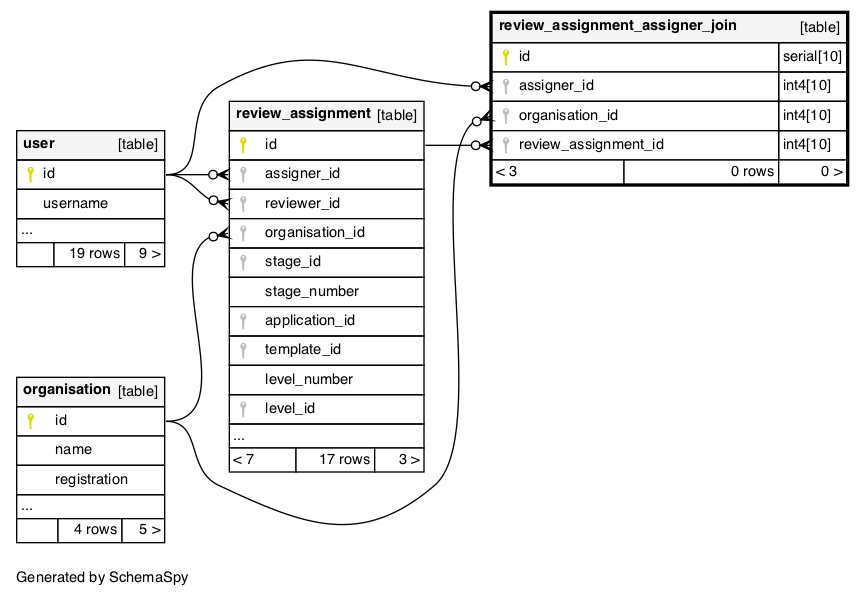 review_assignment_assigner_join [table]
id serial[10]
assigner_id int4[10]
organisation_id int4[10]
review_assignment_id int4[10]
< 3 0 rows 0 >
review_assignment [table]
id
assigner_id
reviewer_id
organisation_id
stage_id
stage_number
application_id
template_id
level_number
level_id
...
< 7 17 rows 3 >
user [table]
id
username
...
19 rows 9 >
organisation [table]
id
name
registration
...
4 rows 5 >
Generated by SchemaSpy